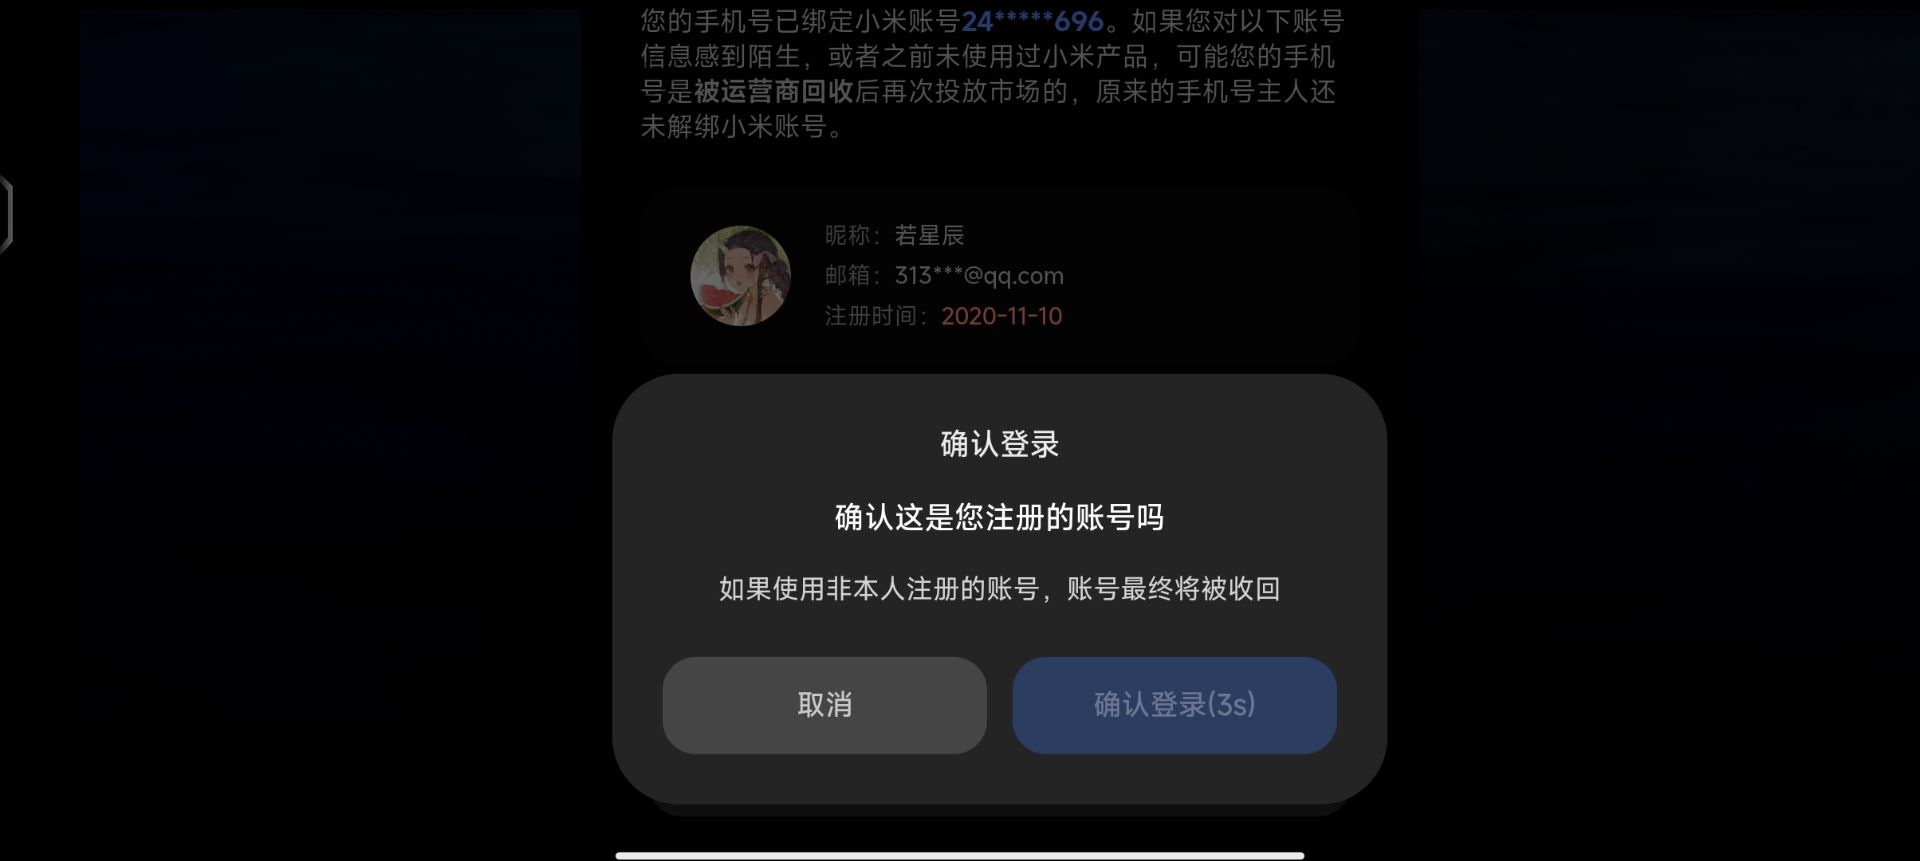 您的手机号已绑定小米账号24*****696。如果您对以下账号
信息感到陌生，或者之前未使用过小米产品，可能您的手机
号是被运营商回收后再次投放市场的，原来的手机号主人还
未解绑小米账号。
昵称：若星辰
邮箱：313***@qq.com
注册时间：2020-11-10
确认登录
确认这是您注册的账号吗
如果使用非本人注册的账号，账号最终将被收回
取消
确认登录(3s)